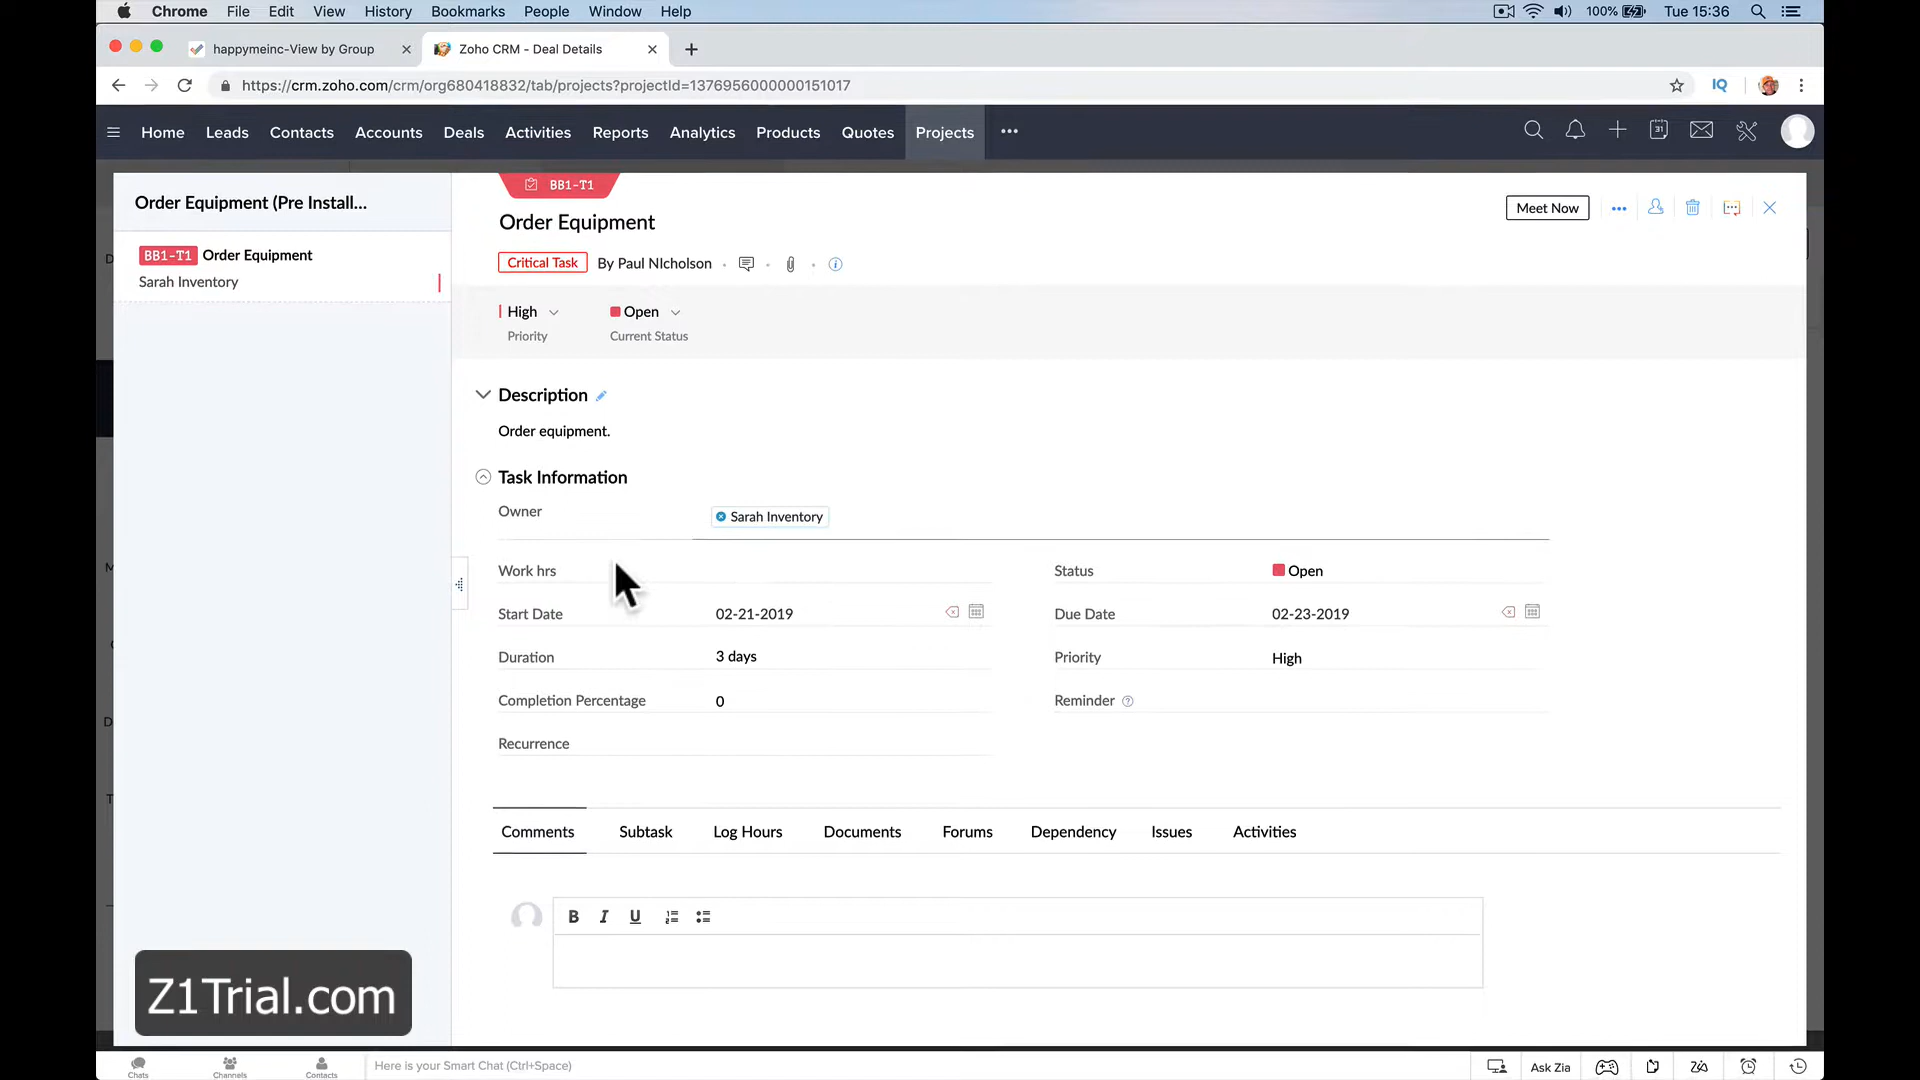 Chrome File Edit View History Bookmarks People Window Help 100% Tue 15:36
happymeinc-View by Group Zoho CRM - Deal Details
https://crm.zoho.com/crm/org680418832/tab/projects?projectId=1376956000000151017 IQ
Home Leads Contacts Accounts Deals Activities Reports Analytics Products Quotes Projects ••• 31
Order Equipment (Pre Install...
BB1-T1 Order Equipment
Sarah Inventory
BB1-T1
Order Equipment
Meet Now
Critical Task By Paul NIcholson
High Open
Priority Current Status
Description
Order equipment.
Task Information
Owner Sarah Inventory
Work hrs Status Open
Start Date 02-21-2019 Due Date 02-23-2019
Duration 3 days Priority High
Completion Percentage 0 Reminder ?
Recurrence
Comments Subtask Log Hours Documents Forums Dependency Issues Activities
B I U
Z1Trial.com
Chats Channels Contacts Here is your Smart Chat (Ctrl+Space) Ask Zia